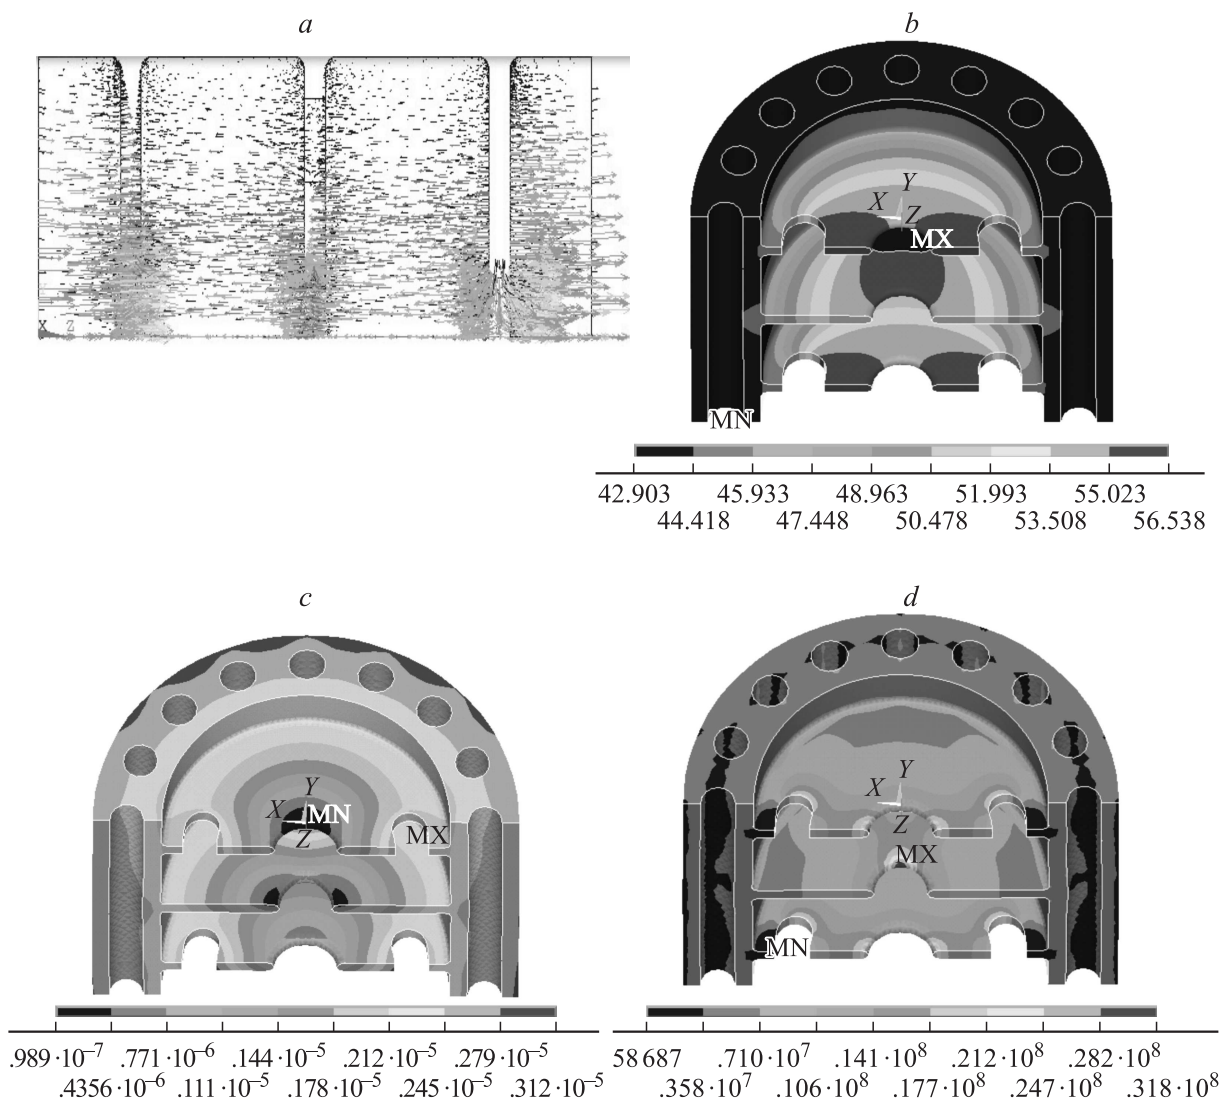 a
b
X Z
Y
X
Z
MX
MN
42.903 45.933 48.963 51.993 55.023
44.418 47.448 50.478 53.508 56.538
c
d
Y
X
MN
Z
MX
Y
X
Z
MX
MN
.989·10⁻⁷ .771·10⁻⁶ .144·10⁻⁵ .212·10⁻⁵ .279·10⁻⁵
.4356·10⁻⁶ .111·10⁻⁵ .178·10⁻⁵ .245·10⁻⁵ .312·10⁻⁵
58 687 .710·10⁷ .141·10⁸ .212·10⁸ .282·10⁸
.358·10⁷ .106·10⁸ .177·10⁸ .247·10⁸ .318·10⁸